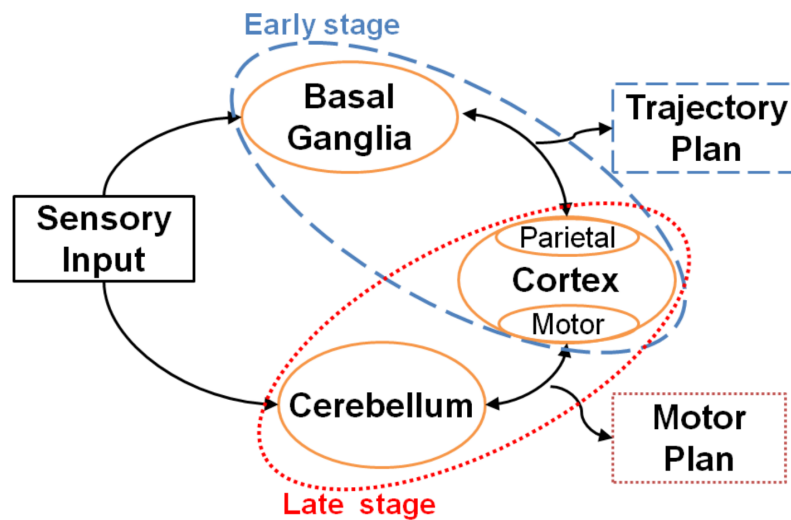 Early stage
Basal
Ganglia
Trajectory
Plan
Sensory
Input
Parietal
Cortex
Motor
Cerebellum
Motor
Plan
Late stage